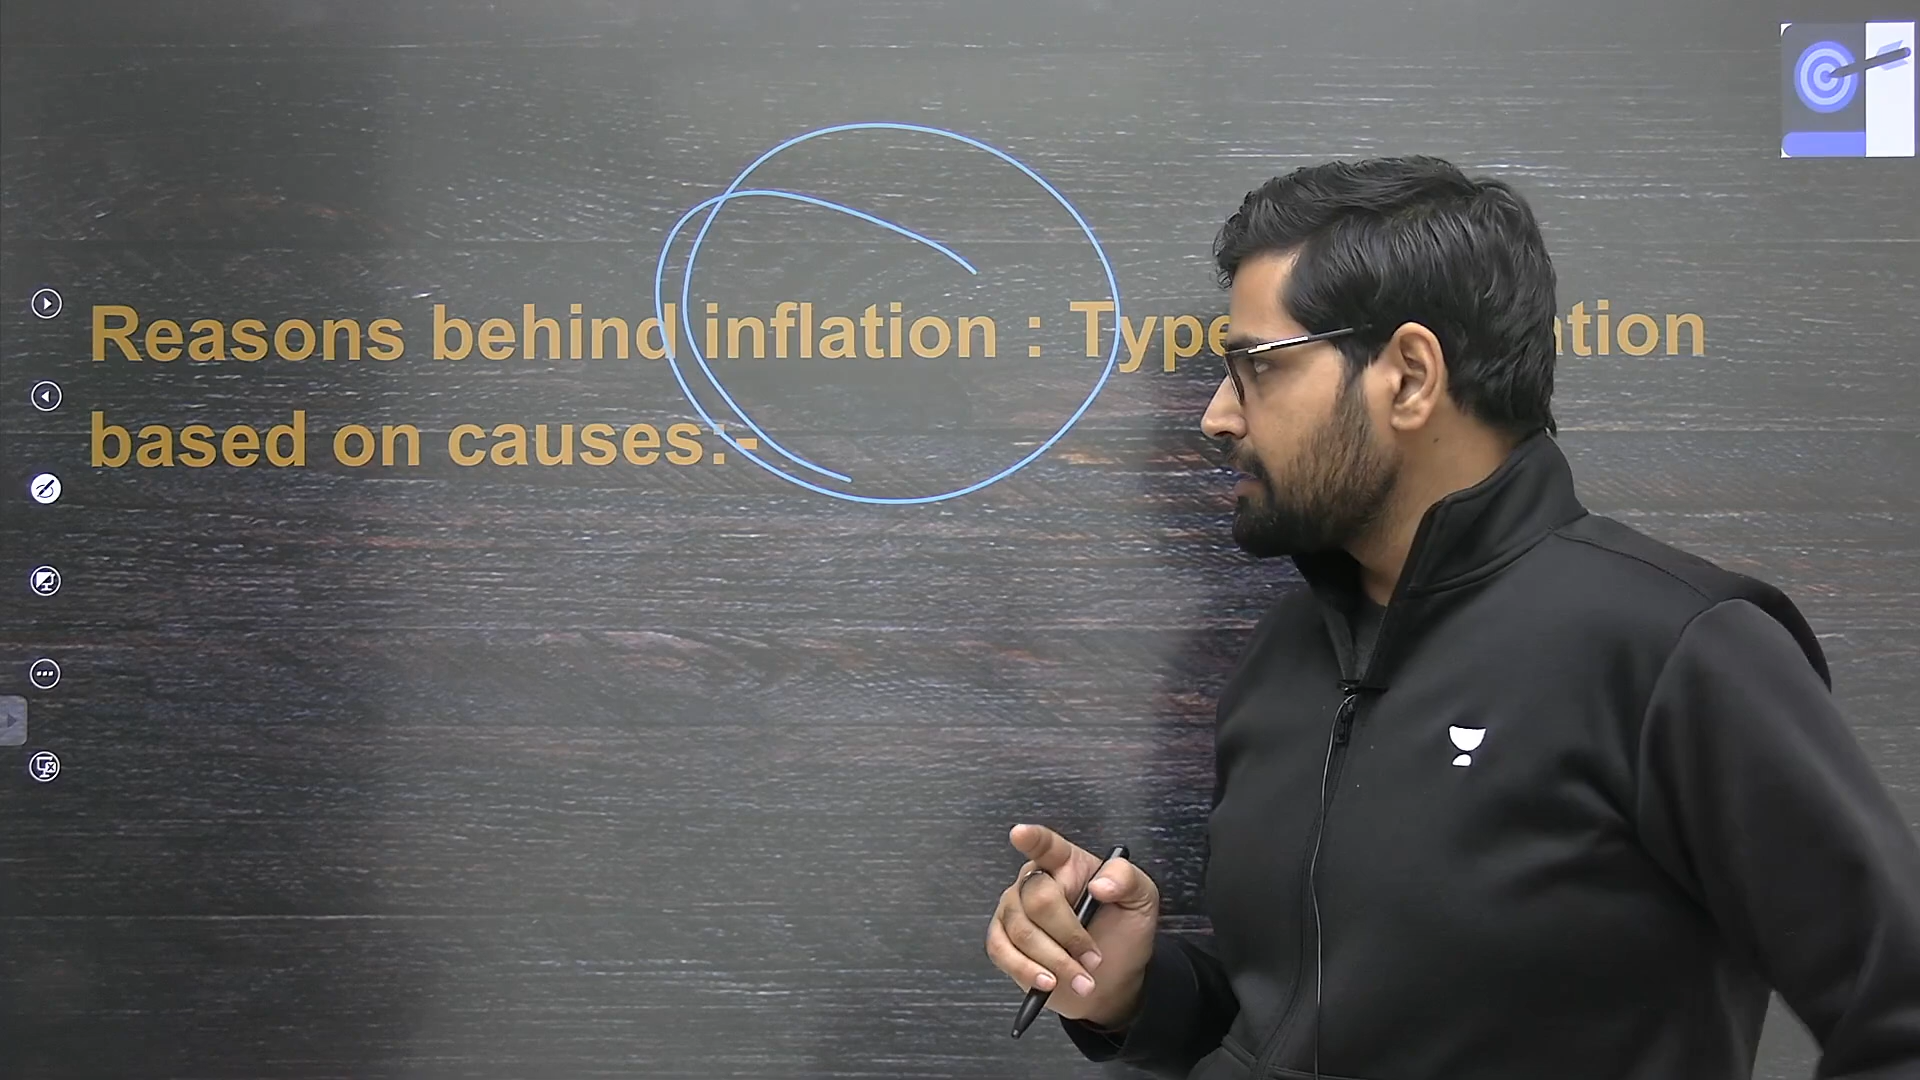 Reasons behind inflation : Type ation
based on causes:-